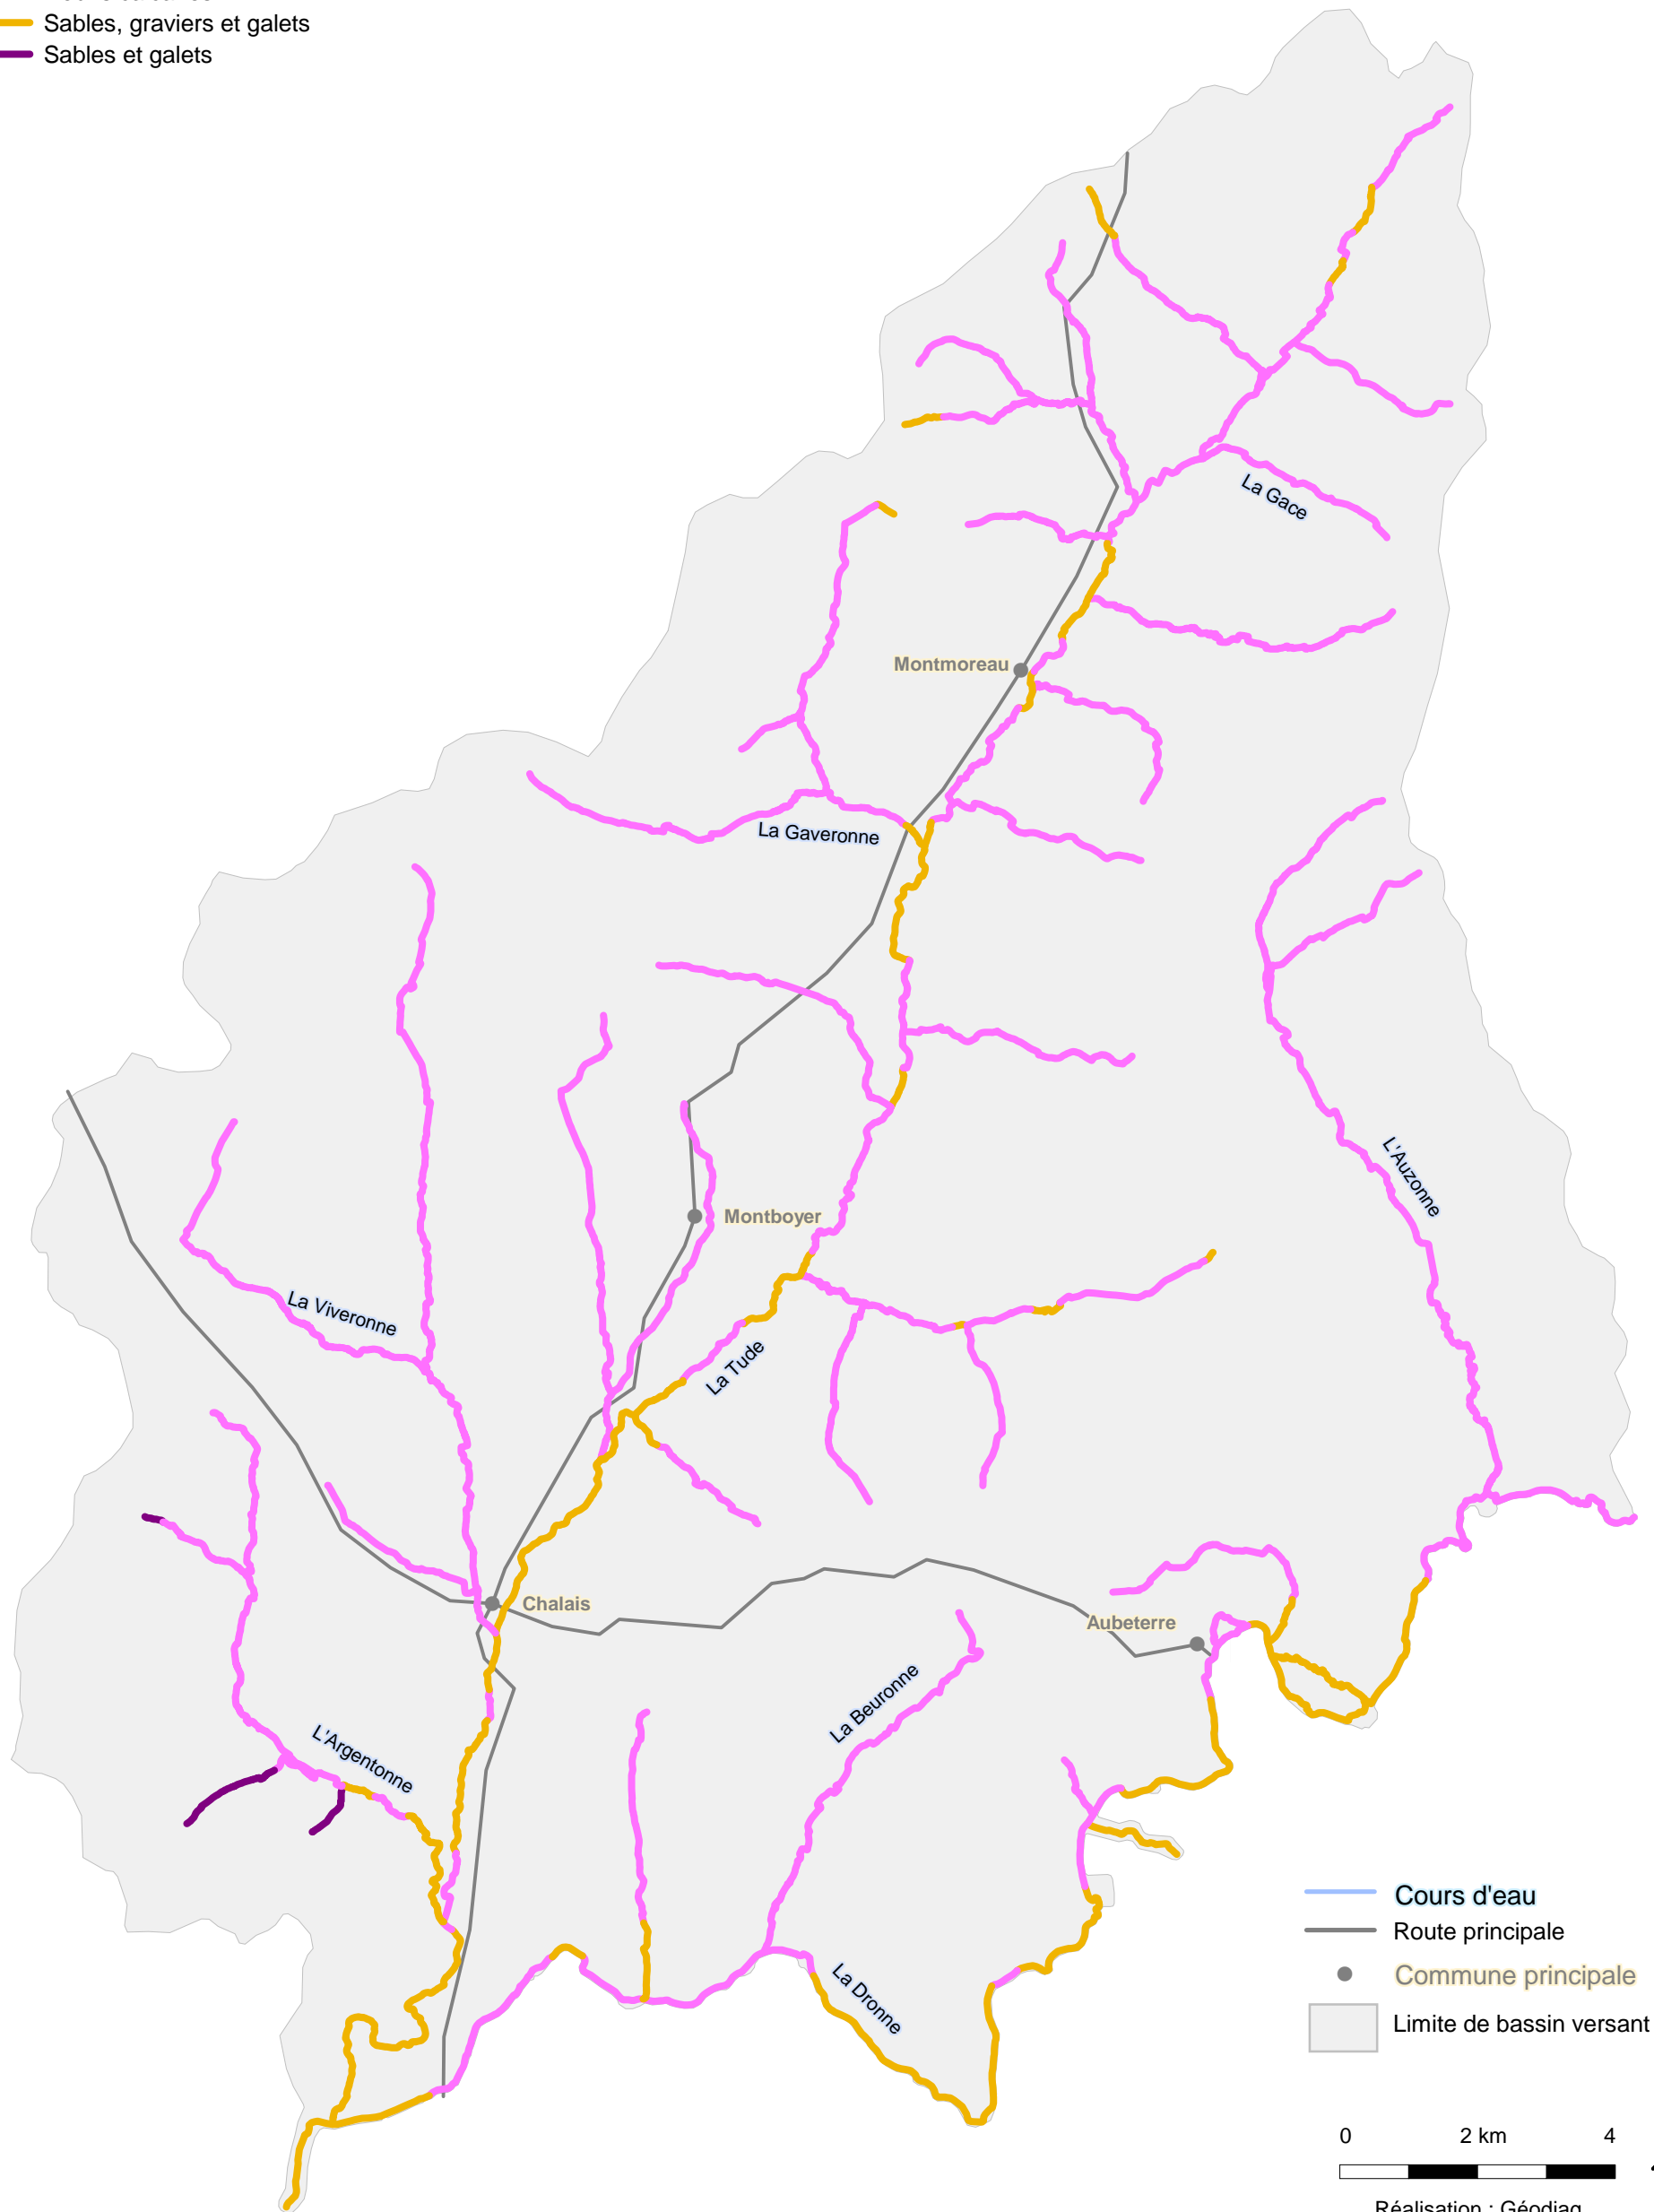 Sables, graviers et galets
Sables et galets
La Gace
Montmoreau
La Gaveronne
L'Auzonne
Montboyer
La Viveronne
La Tude
Chalais
Aubeterre
La Beuronne
L'Argentonne
La Dronne
Cours d'eau
Route principale
Commune principale
Limite de bassin versant
0 2 km 4
Réalisation : Géodiag